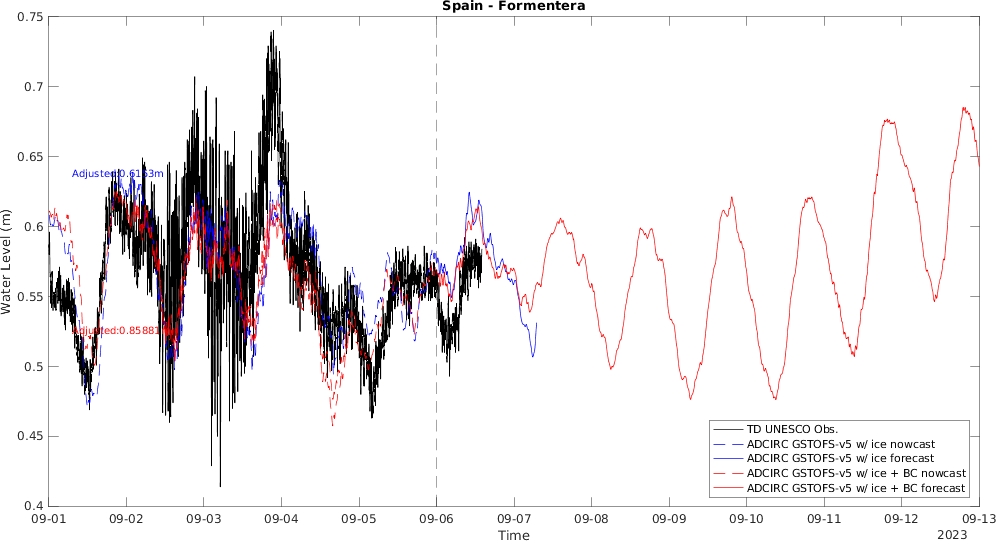 Spain - Formentera
0.75
0.7
0.65
0.6
0.55
0.5
0.45
0.4
Water Level (m)
Adjusted:0.6163m
Adjusted:0.85881
TD UNESCO Obs.
ADCIRC GSTOFS-v5 w/ ice nowcast
ADCIRC GSTOFS-v5 w/ ice forecast
ADCIRC GSTOFS-v5 w/ ice + BC nowcast
ADCIRC GSTOFS-v5 w/ ice + BC forecast
09-01 09-02 09-03 09-04 09-05 09-06 09-07 09-08 09-09 09-10 09-11 09-12 09-13
Time
2023